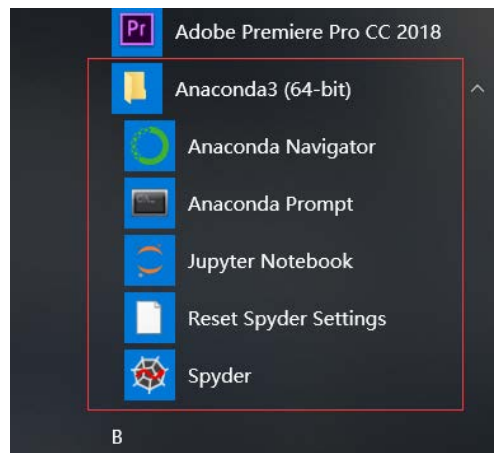 Pr Adobe Premiere Pro CC 2018
Anaconda3 (64-bit)
Anaconda Navigator
Anaconda Prompt
Jupyter Notebook
Reset Spyder Settings
Spyder
B